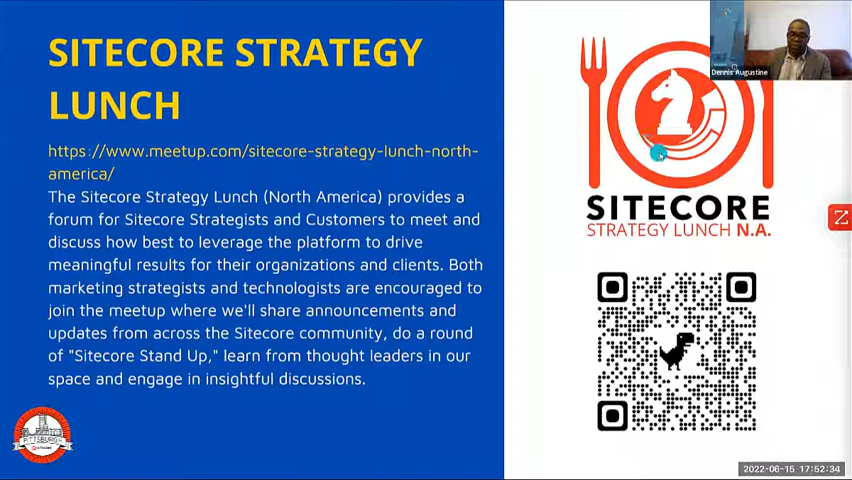 SITECORE STRATEGY
LUNCH
https://www.meetup.com/sitecore-strategy-lunch-north-
america/
The Sitecore Strategy Lunch (North America) provides a
forum for Sitecore Strategists and Customers to meet and
discuss how best to leverage the platform to drive
meaningful results for their organizations and clients. Both
marketing strategists and technologists are encouraged to
join the meetup where we'll share announcements and
updates from across the Sitecore community, do a round
of "Sitecore Stand Up," learn from thought leaders in our
space and engage in insightful discussions.
PITTSBURGH
Dennis Augustine
SITECORE
STRATEGY LUNCH N.A.
2022-06-15 17:52:34